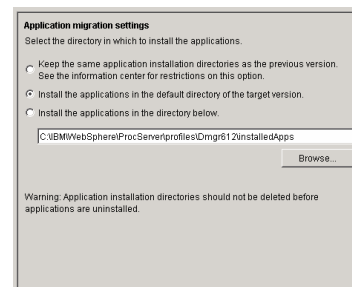 Application migration settings
Select the directory in which to install the applications.
Keep the same application installation directories as the previous version.
See the information center for restrictions on this option.
Install the applications in the default directory of the target version.
Install the applications in the directory below.
C:\IBM\WebSphere\ProcServer\profiles\Dmgr612\installedApps
Browse...
Warning: Application installation directories should not be deleted before
applications are uninstalled.